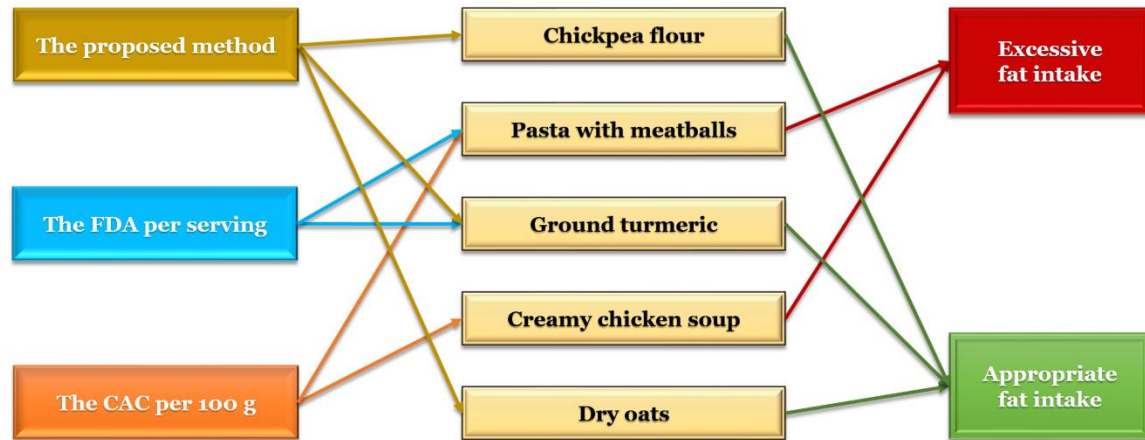 The proposed method
The FDA per serving
The CAC per 100 g
Chickpea flour
Pasta with meatballs
Ground turmeric
Creamy chicken soup
Dry oats
Excessive
fat intake
Appropriate
fat intake